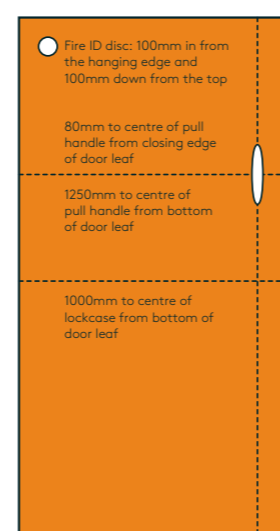 Fire ID disc: 100mm in from
the hanging edge and
100mm down from the top
80mm to centre of pull
handle from closing edge
of door leaf
1250mm to centre of
pull handle from bottom
of door leaf
1000mm to centre of
lockcase from bottom of
door leaf